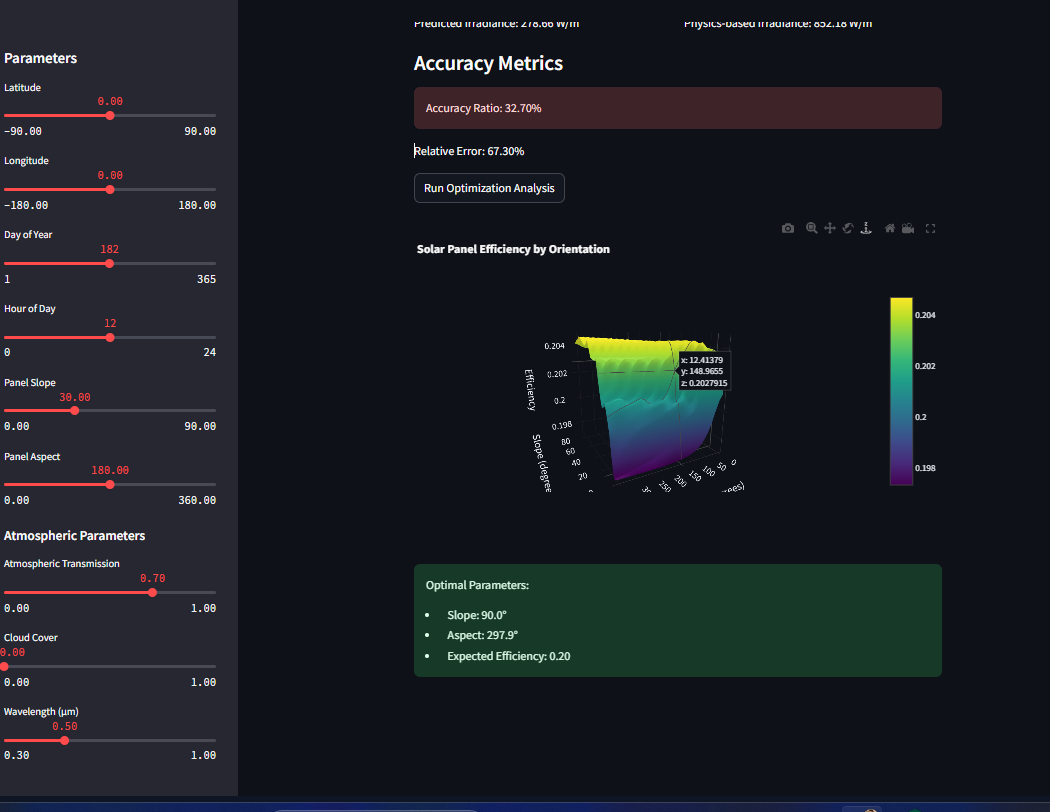 Predicted Irradiance: 278.66 W/m
Physics-based Irradiance: 852.18 W/m
Parameters
Latitude
0.00
-90.00 90.00
Longitude
0.00
-180.00 180.00
Day of Year
182
1 365
Hour of Day
12
0 24
Panel Slope
30.00
0.00 90.00
Panel Aspect
180.00
0.00 360.00
Atmospheric Parameters
Atmospheric Transmission
0.70
0.00 1.00
Cloud Cover
0.00
0.00 1.00
Wavelength (μm)
0.50
0.30 1.00
Accuracy Metrics
Accuracy Ratio: 32.70%
Relative Error: 67.30%
Run Optimization Analysis
Solar Panel Efficiency by Orientation
0.204
0.202
0.2
0.198
Efficiency
80
60
40
20
Slope (degree
250
200
150
100
50
0
rees)
x: 12.41379
y: 148.9655
z: 0.2027915
0.204
0.202
0.2
0.198
Optimal Parameters:
• Slope: 90.0°
• Aspect: 297.9°
• Expected Efficiency: 0.20